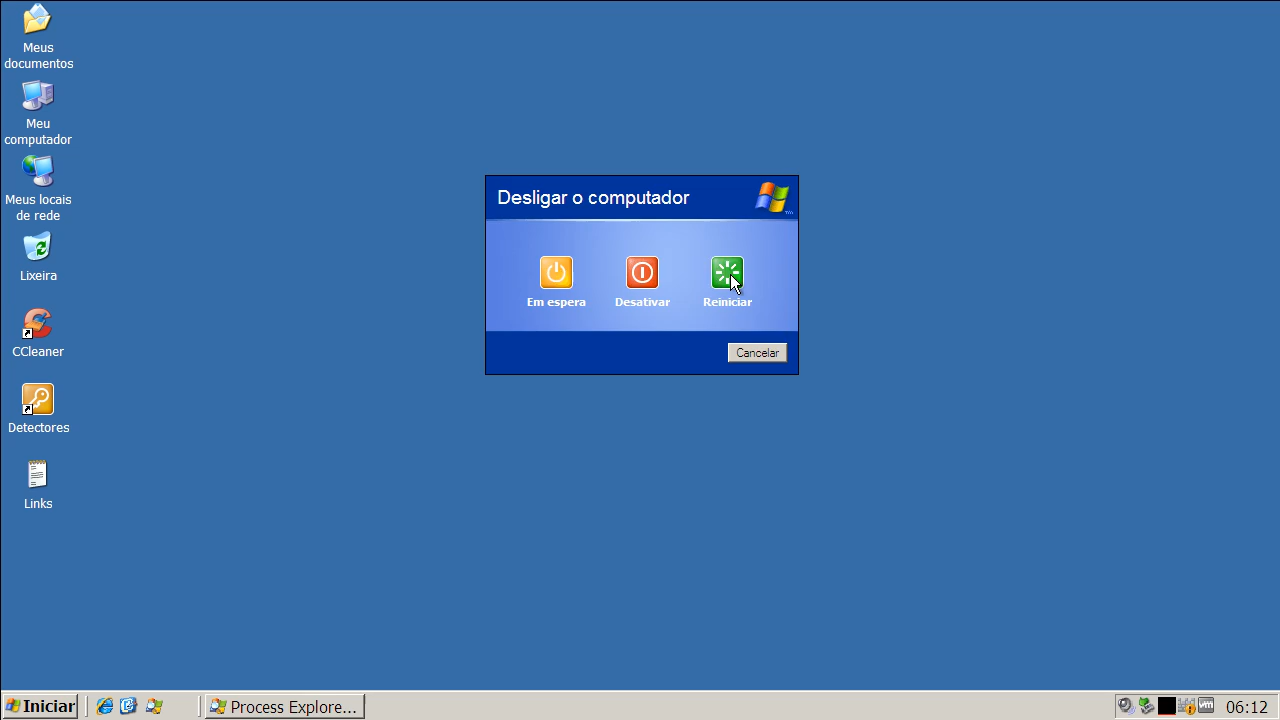 Meus
documentos
Meu
computador
Meus locais
de rede
Lixeira
CCleaner
Detectores
Links
Desligar o computador
Em espera
Desativar
Reiniciar
Cancelar
Iniciar
Process Explore...
06:12